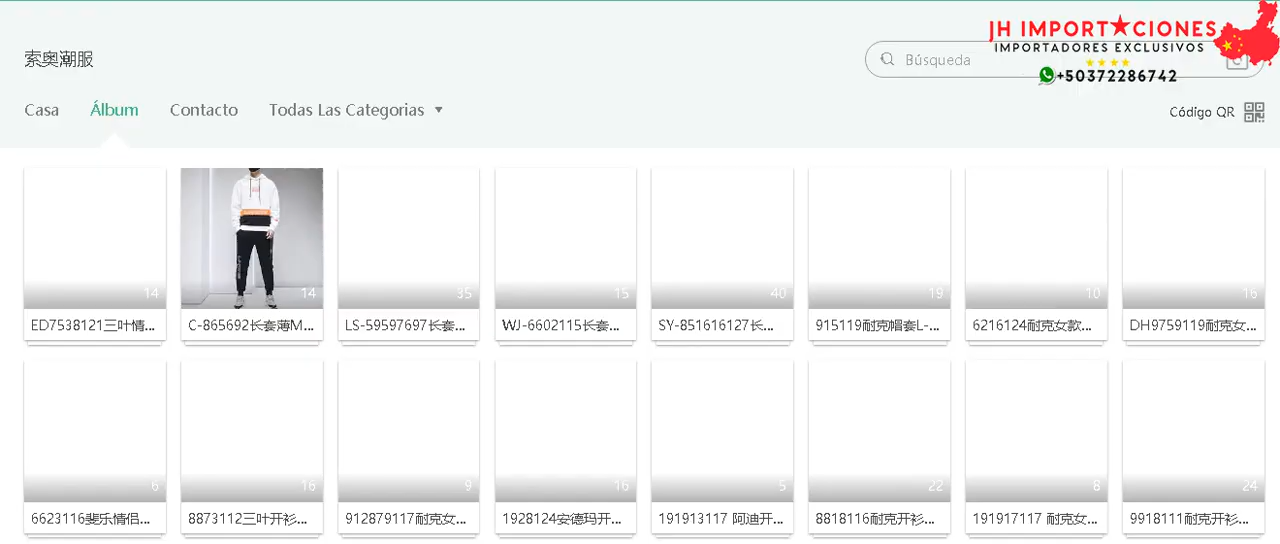 JH IMPORT★CIONES
IMPORTADORES EXCLUSIVOS
+50372286742
索奥潮服
Búsqueda
Casa
Álbum
Contacto
Todas Las Categorias
Código QR
14
14
35
15
40
19
10
16
ED7538121三叶情...
C-865692长套薄M...
LS-59597697长套...
WJ-6602115长套...
SY-851616127长...
915119耐克帽套L-...
6216124耐克女款...
DH9759119耐克女...
6
16
9
16
5
22
8
24
6623116斐乐情侣...
8873112三叶开衫...
912879117耐克女...
1928124安德玛开...
191913117 阿迪开...
8818116耐克开衫...
191917117 耐克女...
9918111耐克开衫...